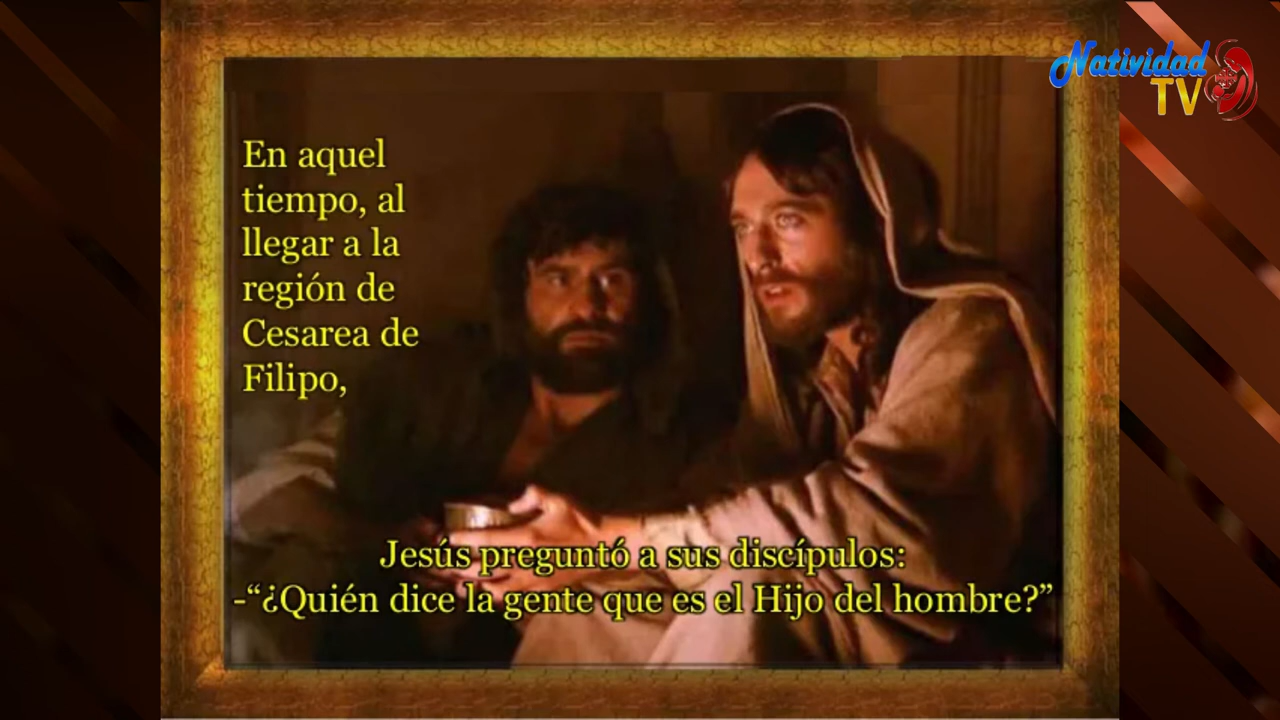 Natividad
TV
En aquel
tiempo, al
llegar a la
región de
Cesarea de
Filipo,
Jesús preguntó a sus discípulos:
-“¿Quién dice la gente que es el Hijo del hombre?”